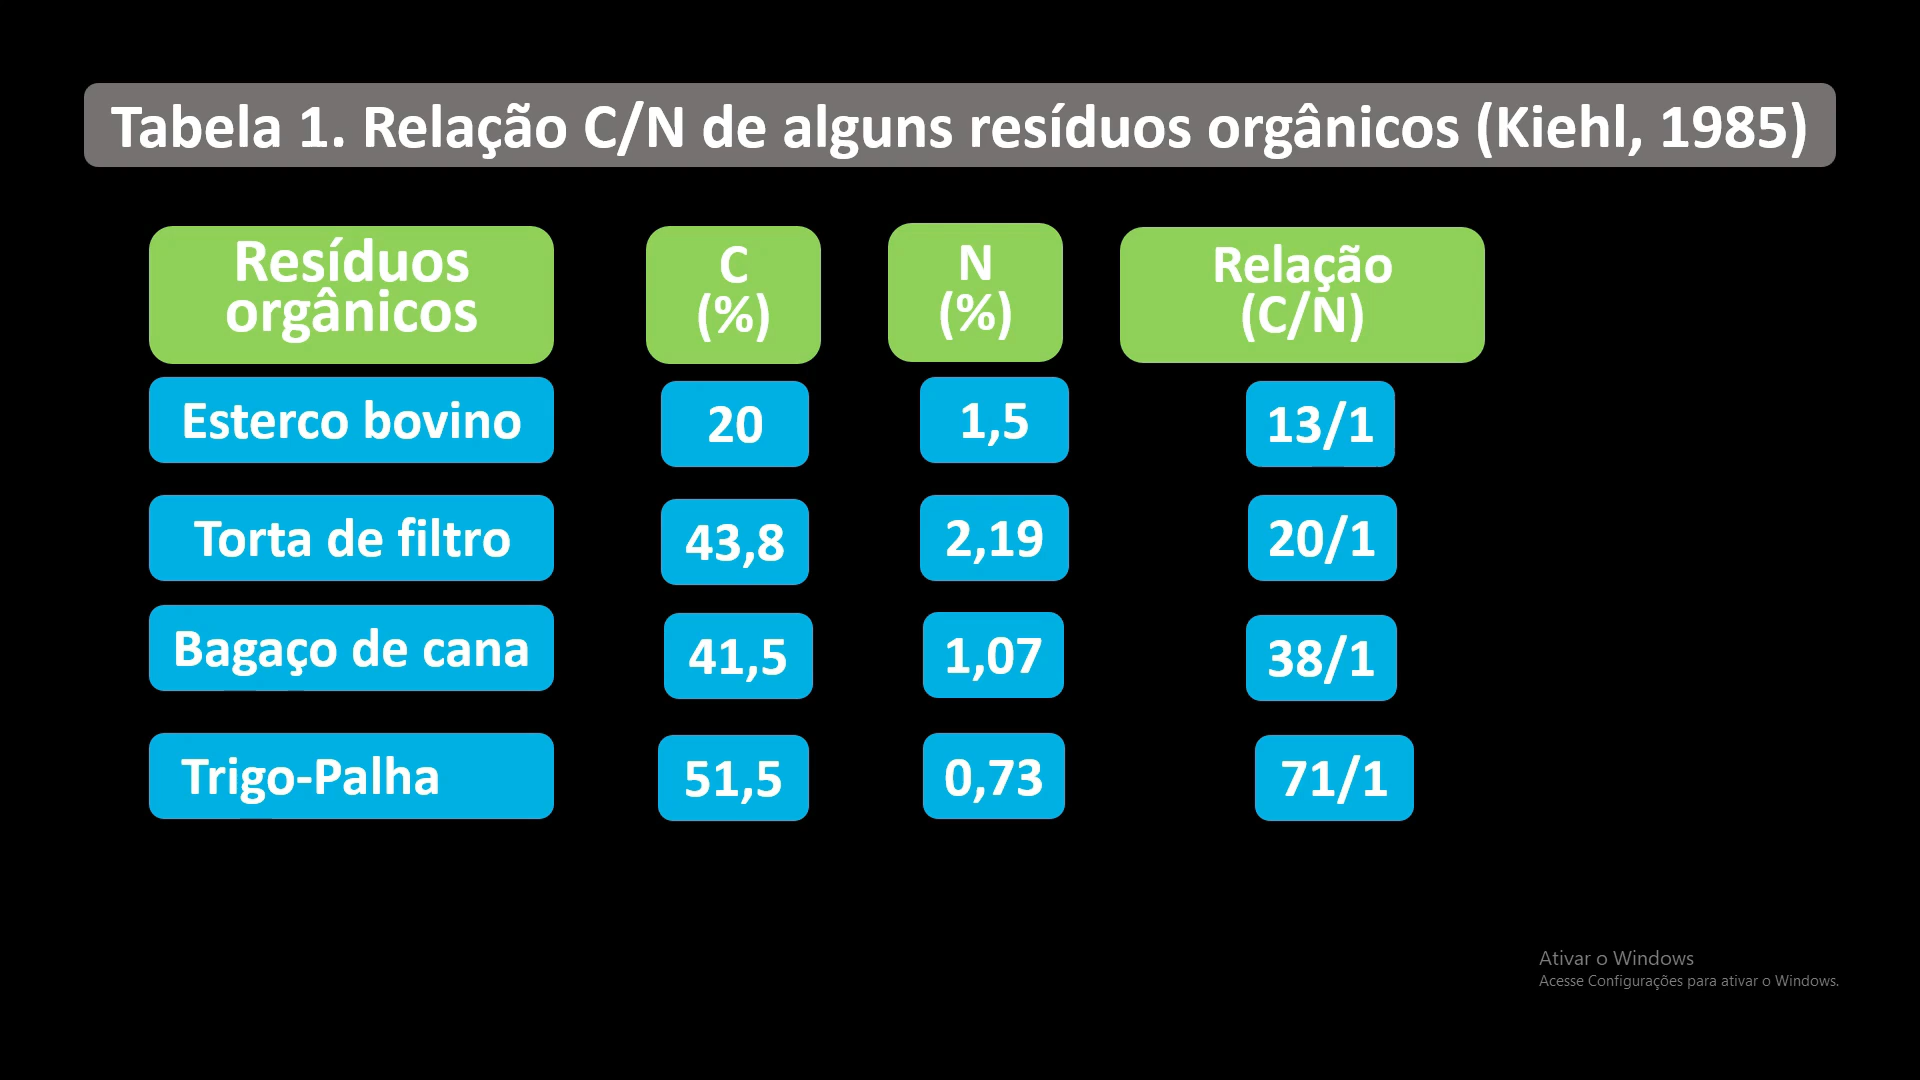 Tabela 1. Relação C/N de alguns resíduos orgânicos (Kiehl, 1985)
Resíduos
orgânicos
C
(%)
N
(%)
Relação
(C/N)
Esterco bovino
20
1,5
13/1
Torta de filtro
43,8
2,19
20/1
Bagaço de cana
41,5
1,07
38/1
Trigo-Palha
51,5
0,73
71/1
Ativar o Windows
Acesse Configurações para ativar o Windows.